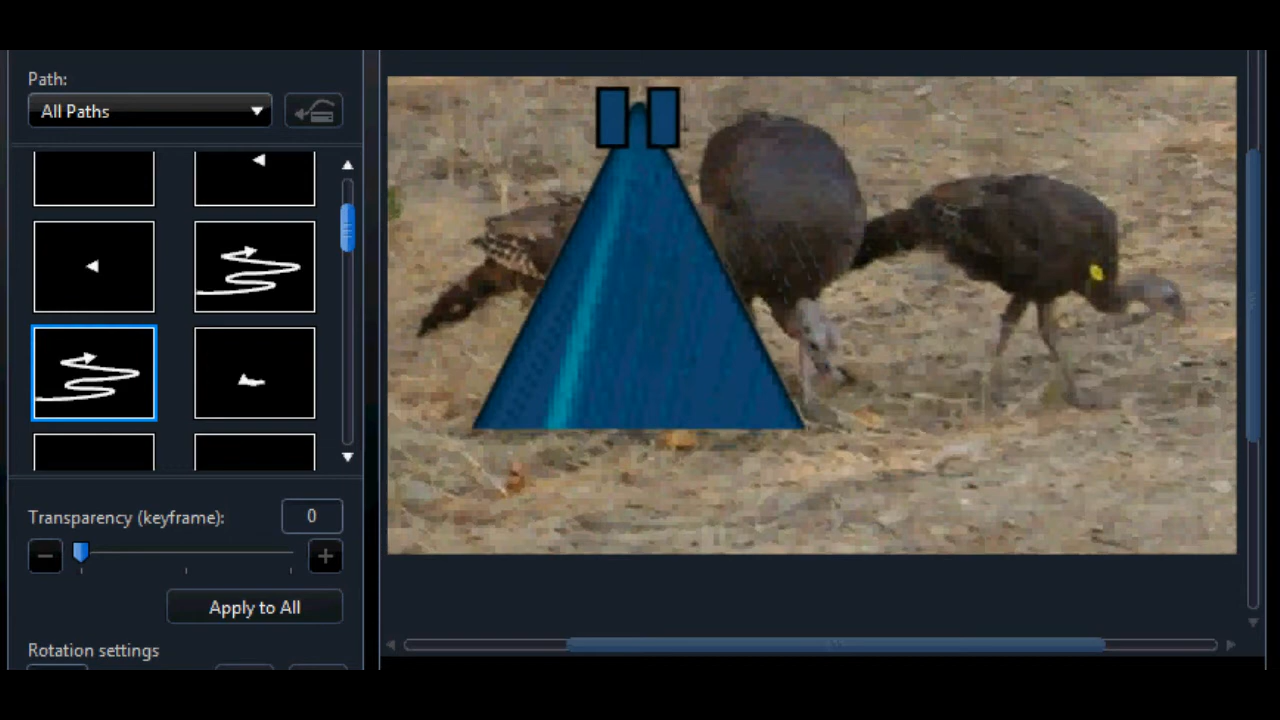 Path:
All Paths
Transparency (keyframe):
0
Apply to All
Rotation settings